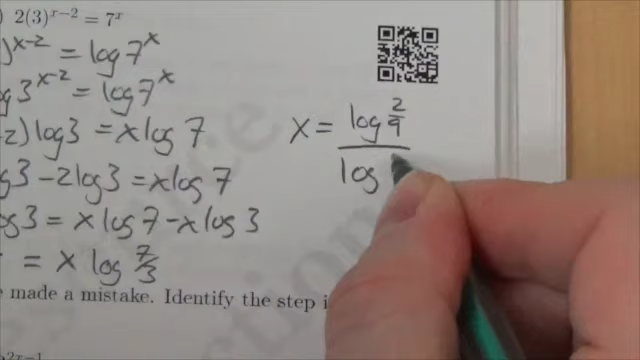 ) 2(3)^{x-2} = 7^x
)^{x-2} = log 7^x
g 3^{x-2} = log 7^x
2) log 3 = x log 7
g 3 - 2 log 3 = x log 7
og 3 = x log 7 - x log 3
= x log 7/3
x = log 2/9
log
made a mistake. Identify the step i